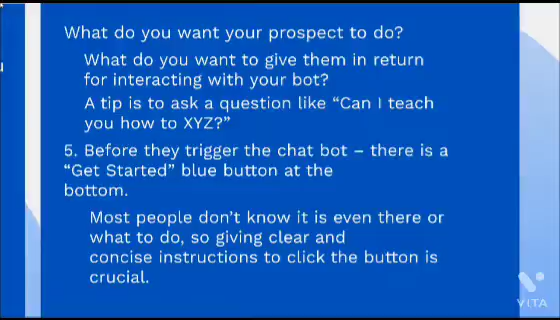 What do you want your prospect to do?
What do you want to give them in return
for interacting with your bot?
A tip is to ask a question like “Can I teach
you how to XYZ?”
5. Before they trigger the chat bot – there is a
“Get Started” blue button at the
bottom.
Most people don’t know it is even there or
what to do, so giving clear and
concise instructions to click the button is
crucial.
VITA